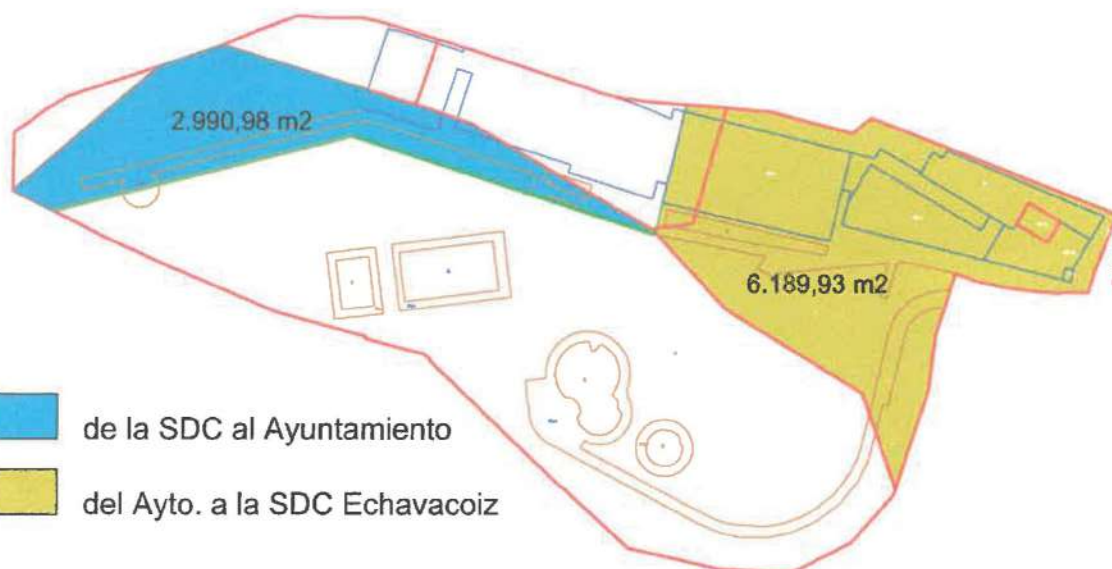 2.990,98 m2
6.189,93 m2
de la SDC al Ayuntamiento
del Ayto. a la SDC Echavacoiz